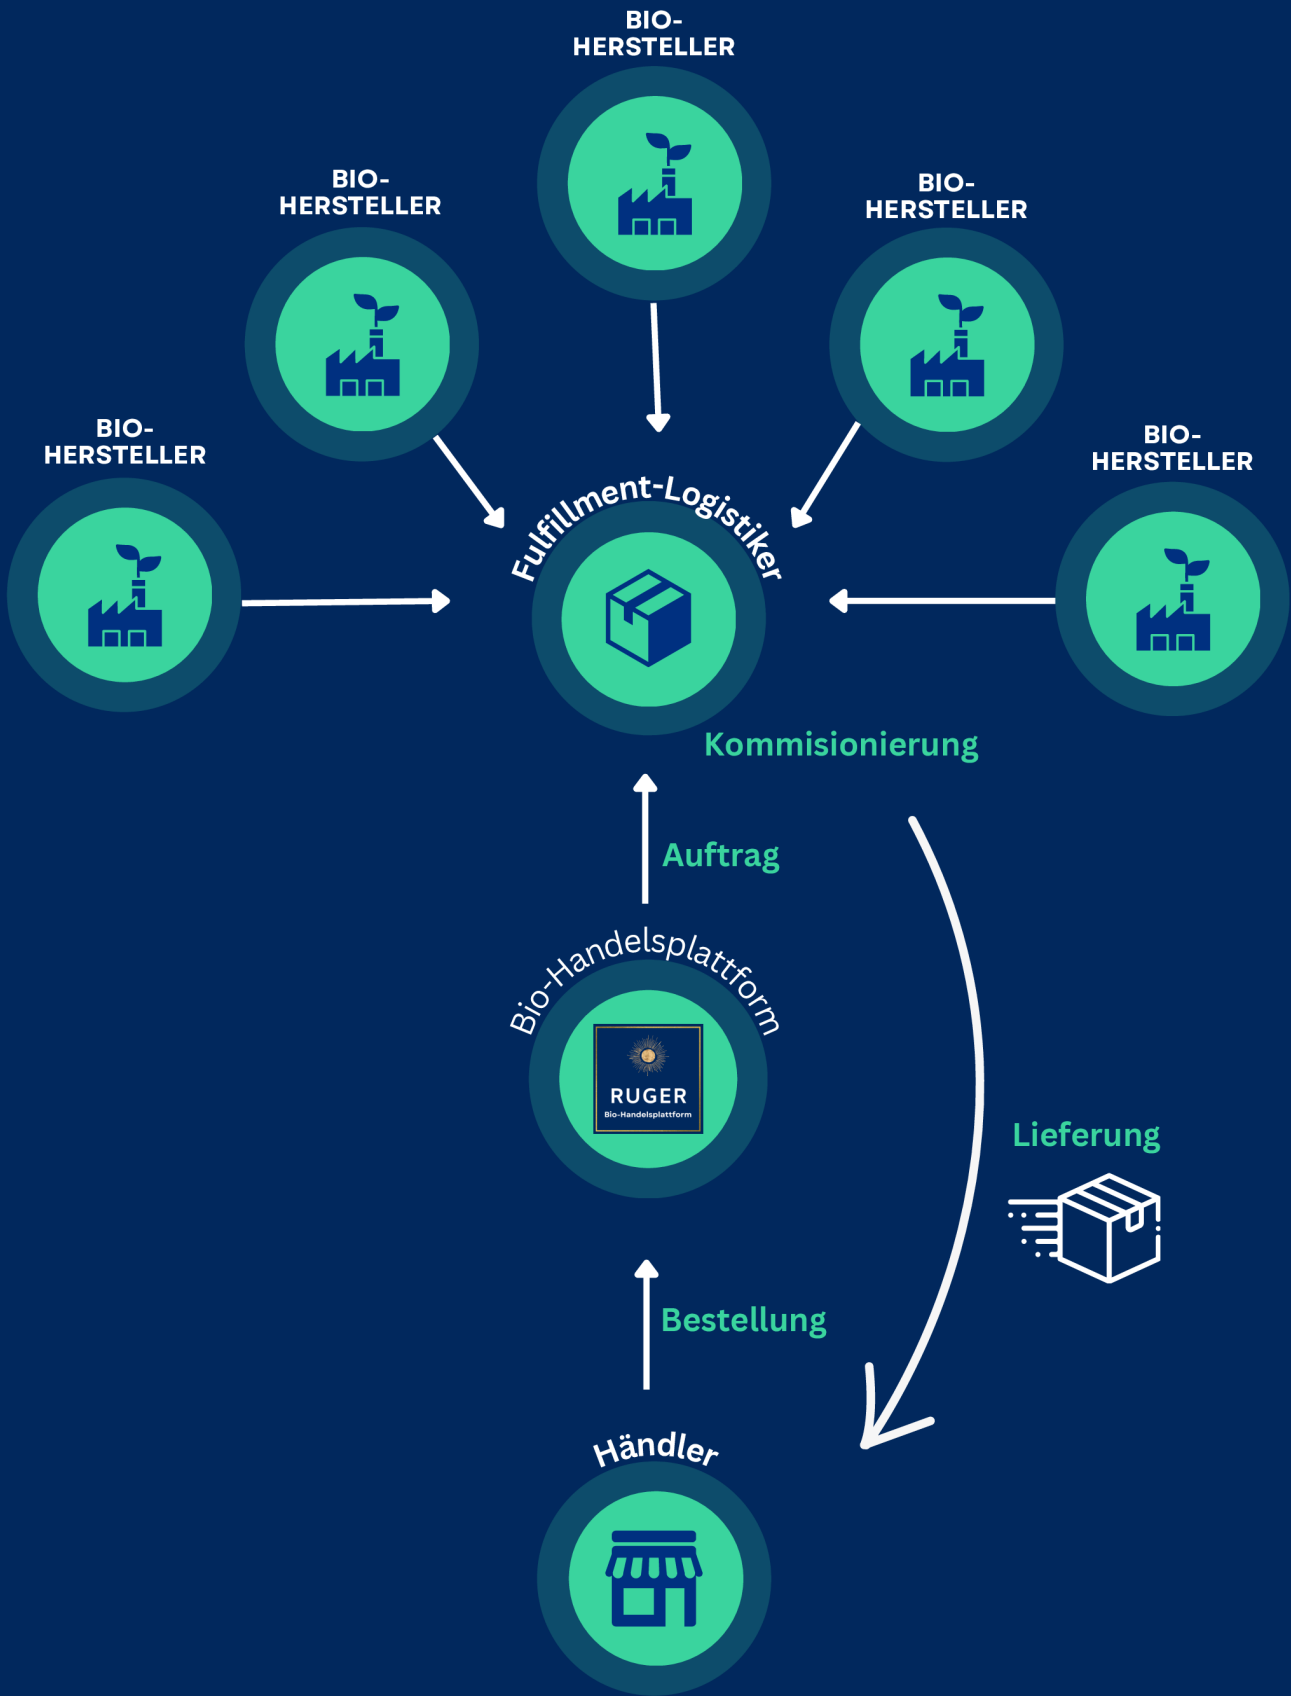 BIO-
HERSTELLER
BIO-
HERSTELLER
BIO-
HERSTELLER
BIO-
HERSTELLER
BIO-
HERSTELLER
Fulfillment-Logistiker
Kommisionierung
Auftrag
Bio-Handelsplattform
RUGER
Bio-Handelsplattform
Lieferung
Bestellung
Händler